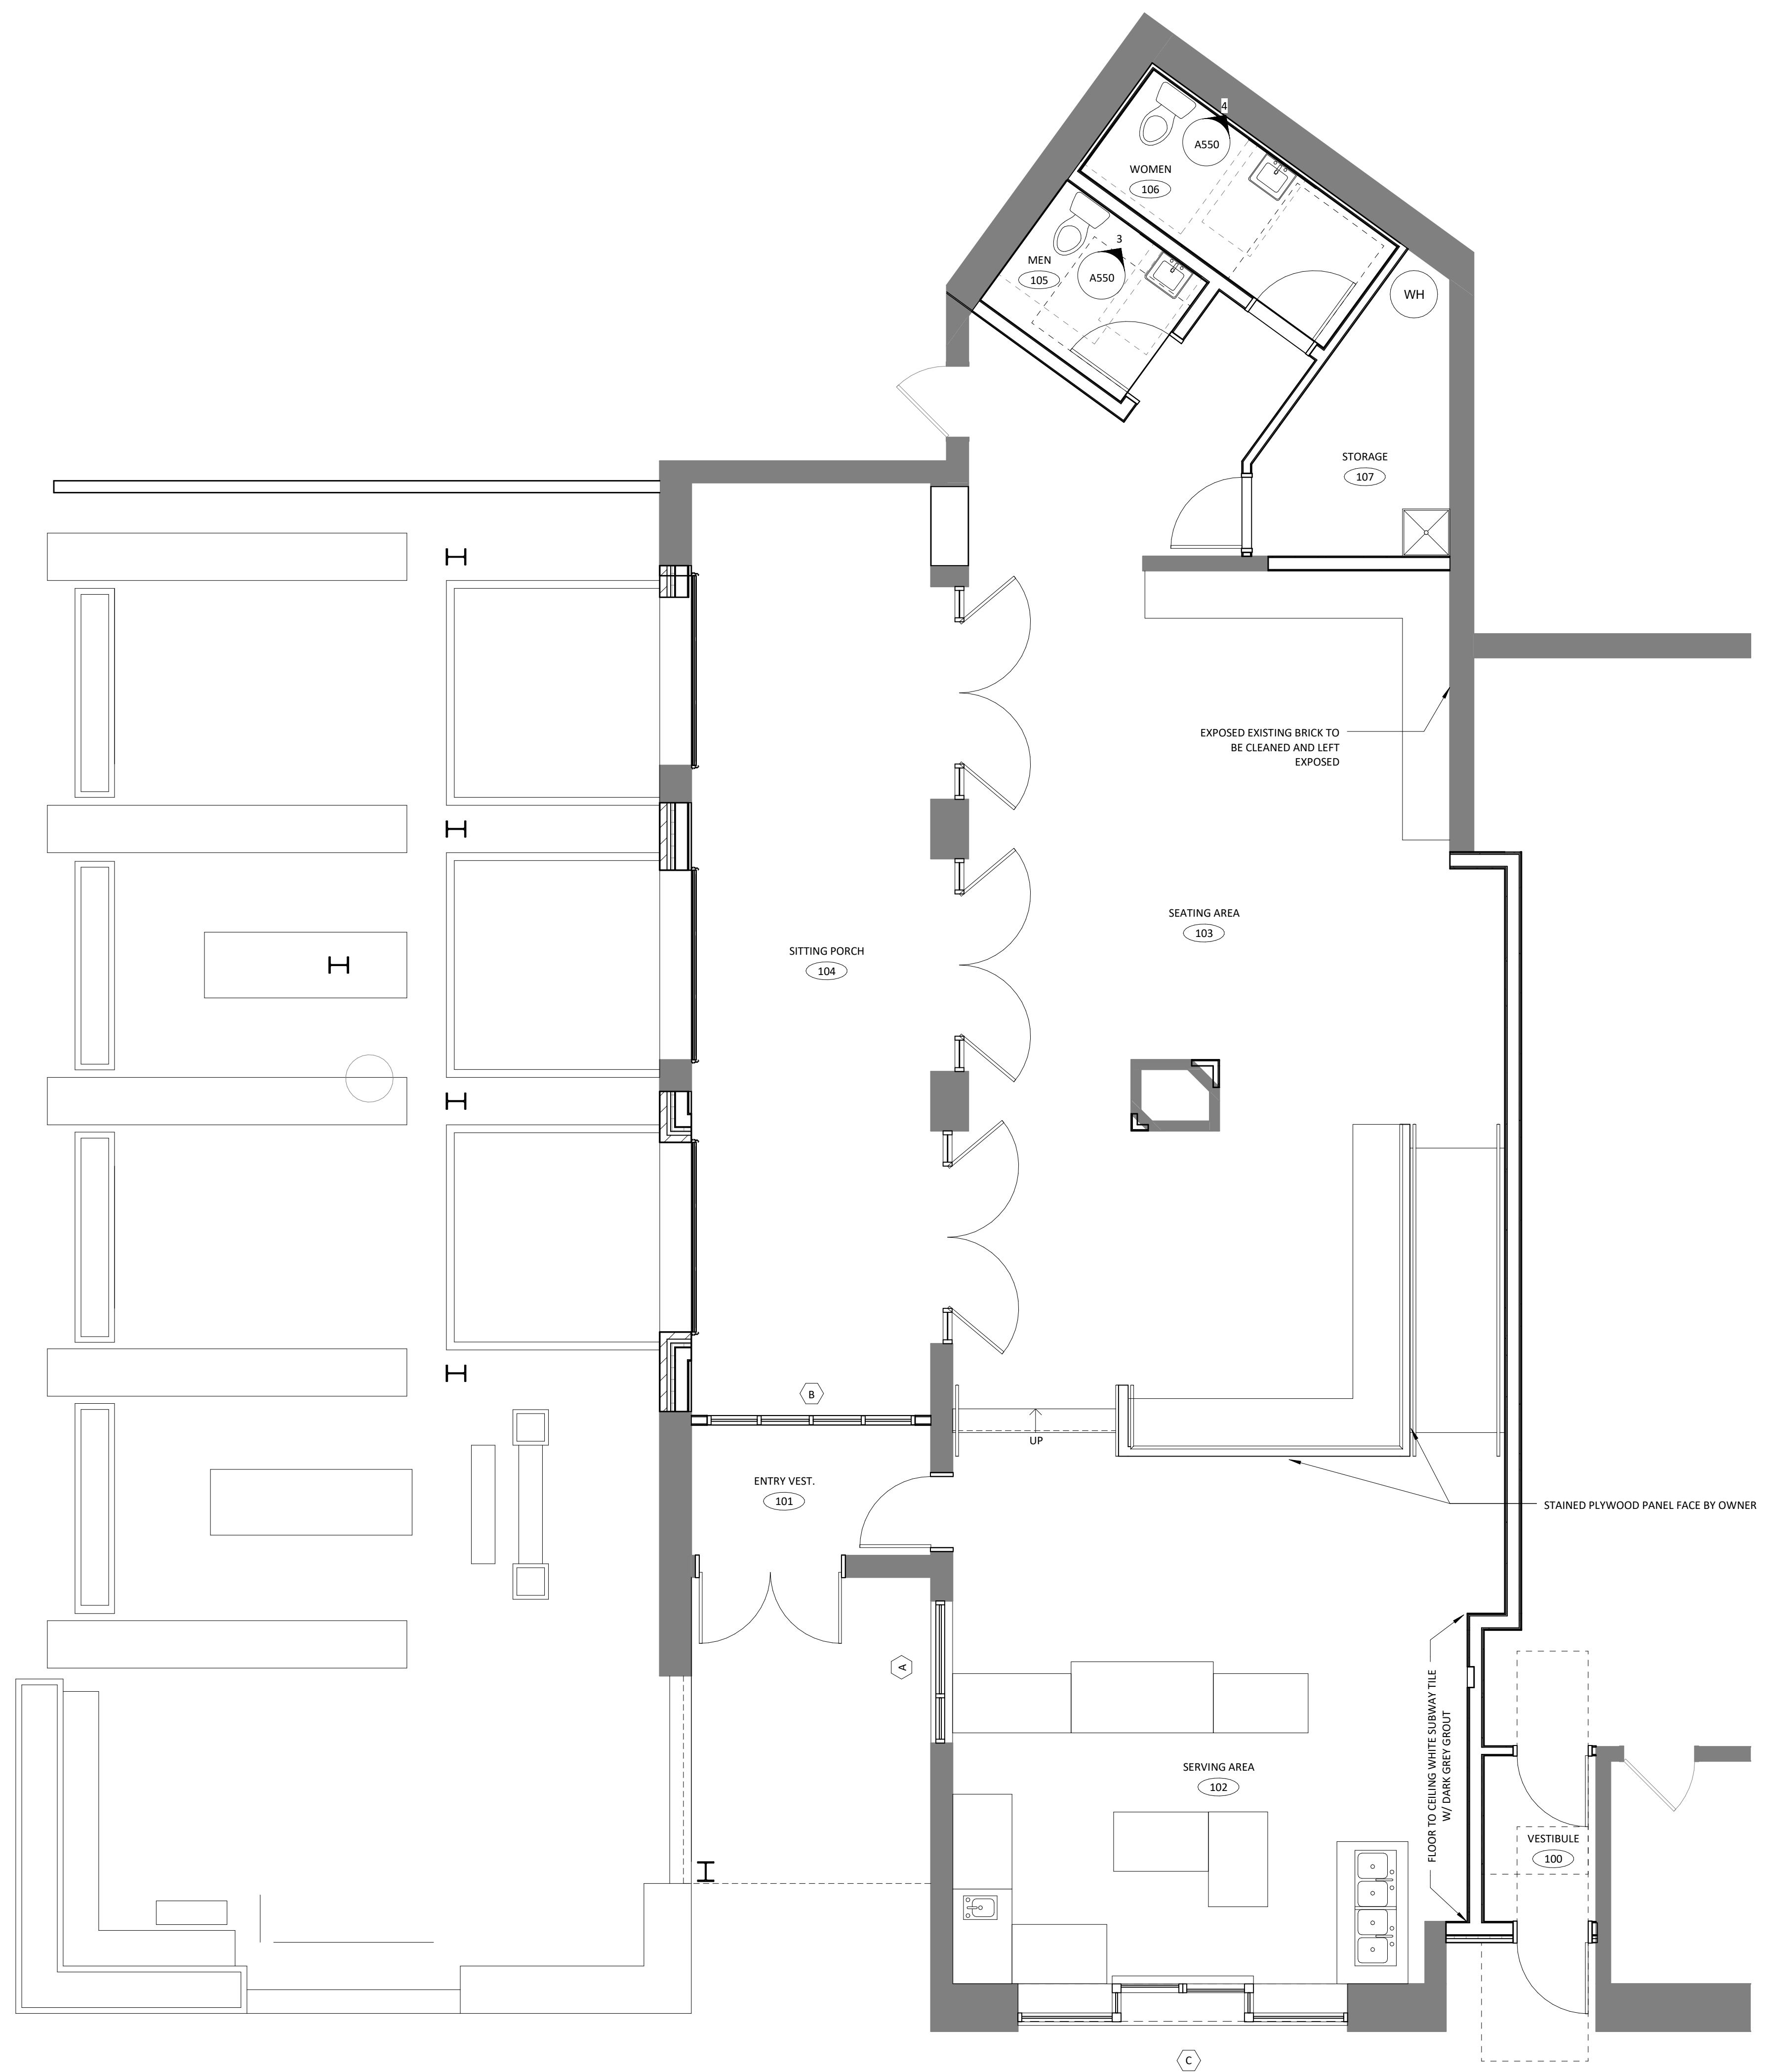 4
A550
WOMEN
106
3
MEN
105
A550
WH
STORAGE
107
EXPOSED EXISTING BRICK TO
BE CLEANED AND LEFT
EXPOSED
SEATING AREA
103
SITTING PORCH
104
B
UP
ENTRY VEST.
101
STAINED PLYWOOD PANEL FACE BY OWNER
A
FLOOR TO CEILING WHITE SUBWAY TILE
W/ DARK GREY GROUT
SERVING AREA
102
VESTIBULE
100
C